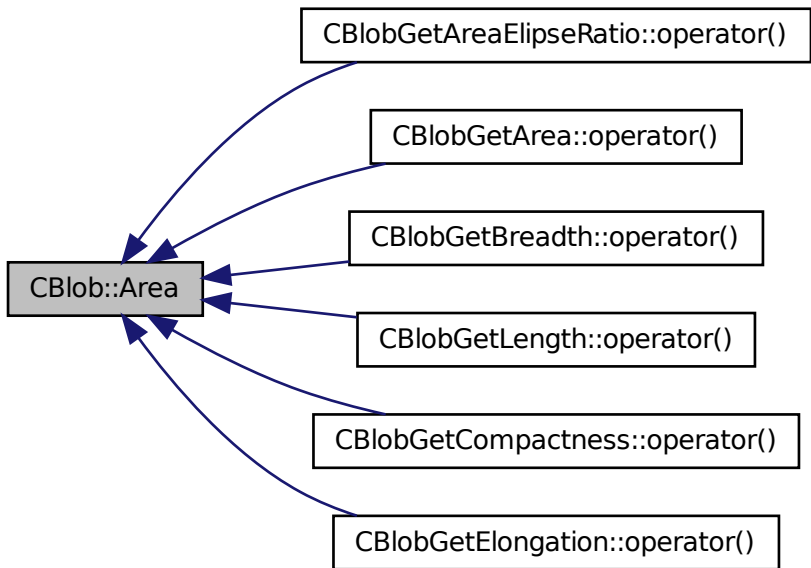 CBlobGetAreaElipseRatio::operator()
CBlobGetArea::operator()
CBlobGetBreadth::operator()
CBlob::Area
CBlobGetLength::operator()
CBlobGetCompactness::operator()
CBlobGetElongation::operator()